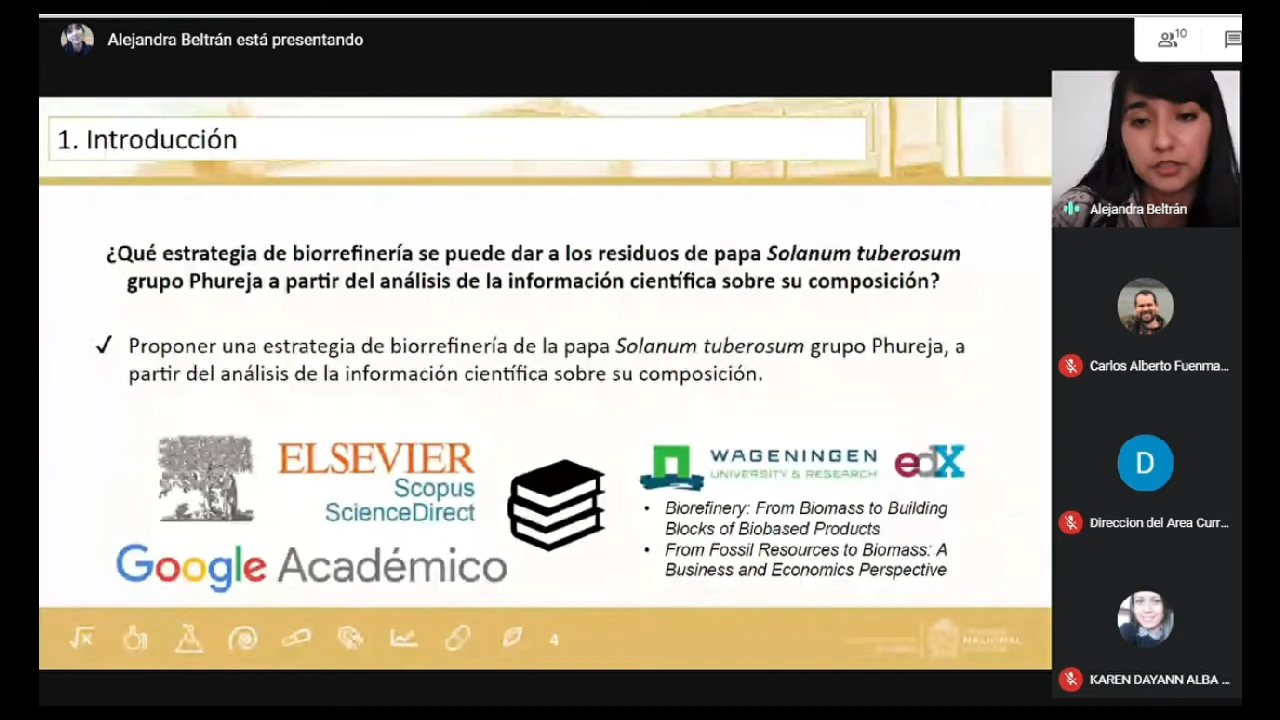 Alejandra Beltrán está presentando
10
1. Introducción
¿Qué estrategia de biorrefinería se puede dar a los residuos de papa Solanum tuberosum
grupo Phureja a partir del análisis de la información científica sobre su composición?
✓ Proponer una estrategia de biorrefinería de la papa Solanum tuberosum grupo Phureja, a
partir del análisis de la información científica sobre su composición.
ELSEVIER
Scopus
ScienceDirect
Google Académico
WAGENINGEN
UNIVERSITY & RESEARCH
edX
• Biorefinery: From Biomass to Building
Blocks of Biobased Products
• From Fossil Resources to Biomass: A
Business and Economics Perspective
4
NACIONAL
Alejandra Beltrán
Carlos Alberto Fuenma...
D
Direccion del Area Curr...
KAREN DAYANN ALBA ...